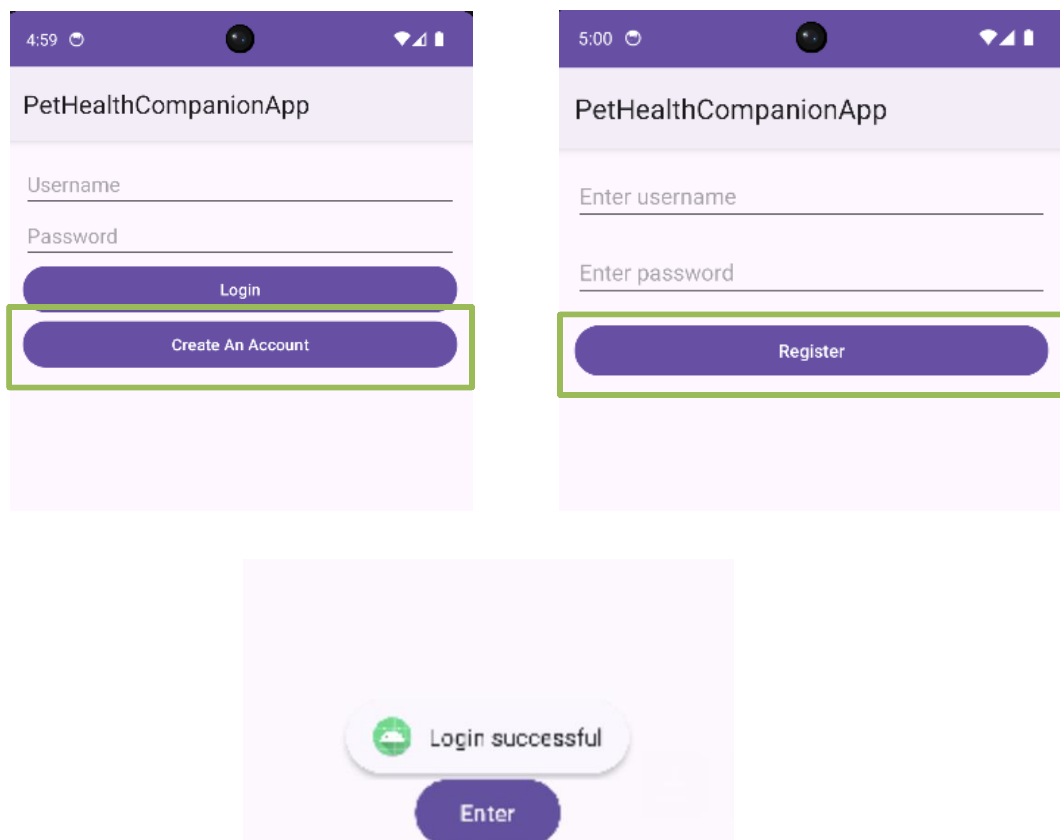 4:59
PetHealthCompanionApp
Username
Password
Login
Create An Account
5:00
PetHealthCompanionApp
Enter username
Enter password
Register
Login successful
Enter